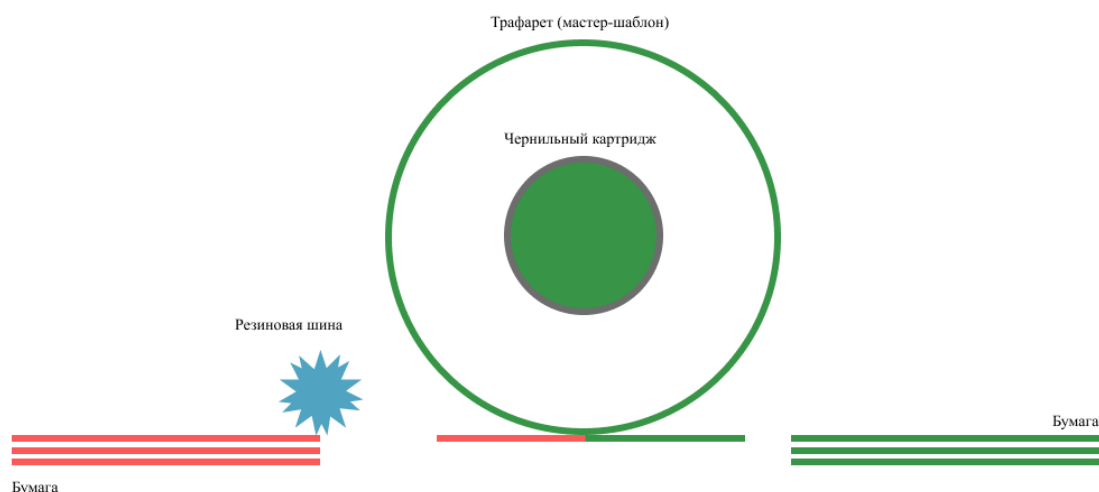 Трафарет (мастер-шаблон)
Чернильный картридж
Резиновая шина
Бумага
Бумага